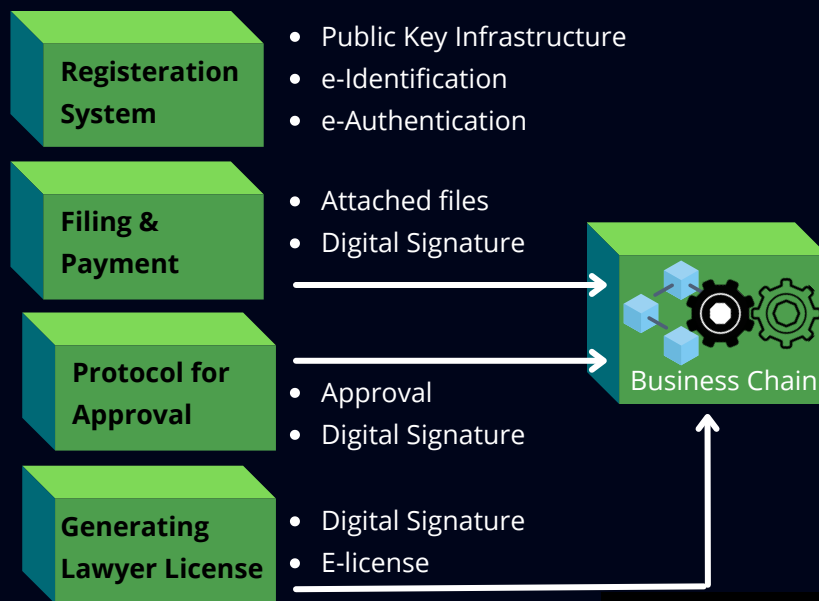 Registeration
System
• Public Key Infrastructure
• e-Identification
• e-Authentication
Filing &
Payment
• Attached files
• Digital Signature
Protocol for
Approval
• Approval
• Digital Signature
Business Chain
Generating
Lawyer License
• Digital Signature
• E-license